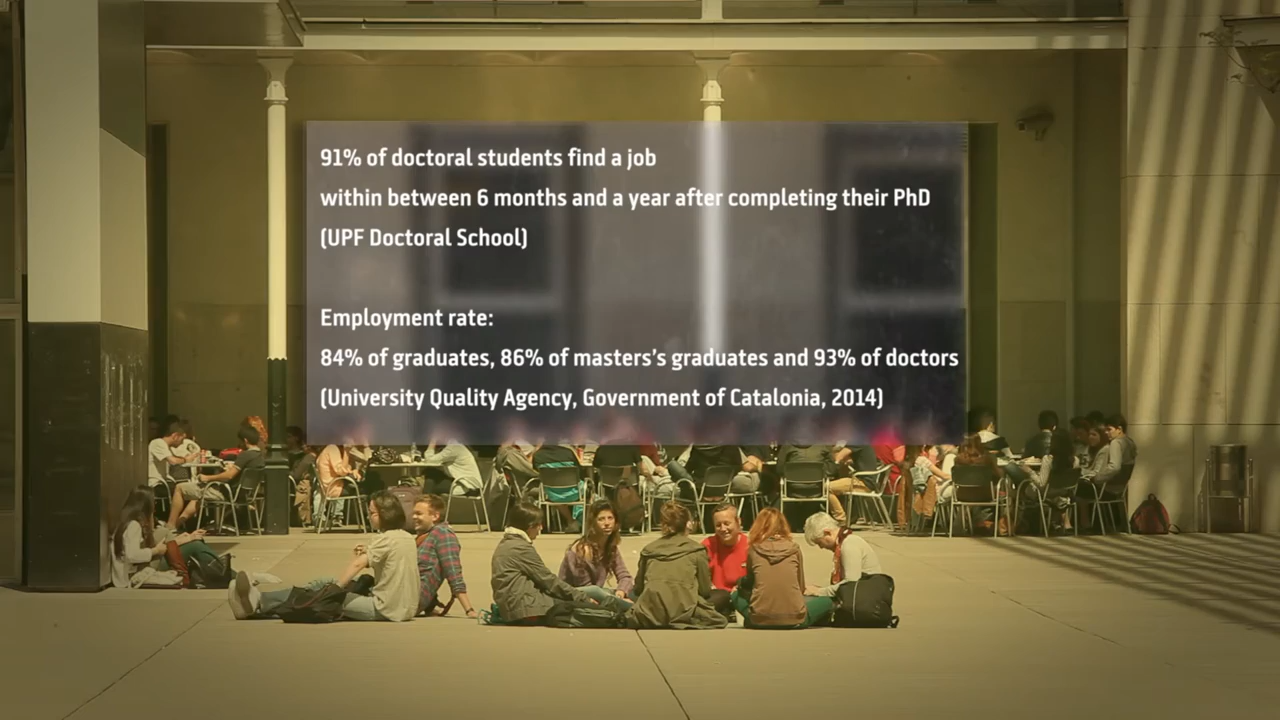 91% of doctoral students find a job
within between 6 months and a year after completing their PhD
(UPF Doctoral School)
Employment rate:
84% of graduates, 86% of masters's graduates and 93% of doctors
(University Quality Agency, Government of Catalonia, 2014)